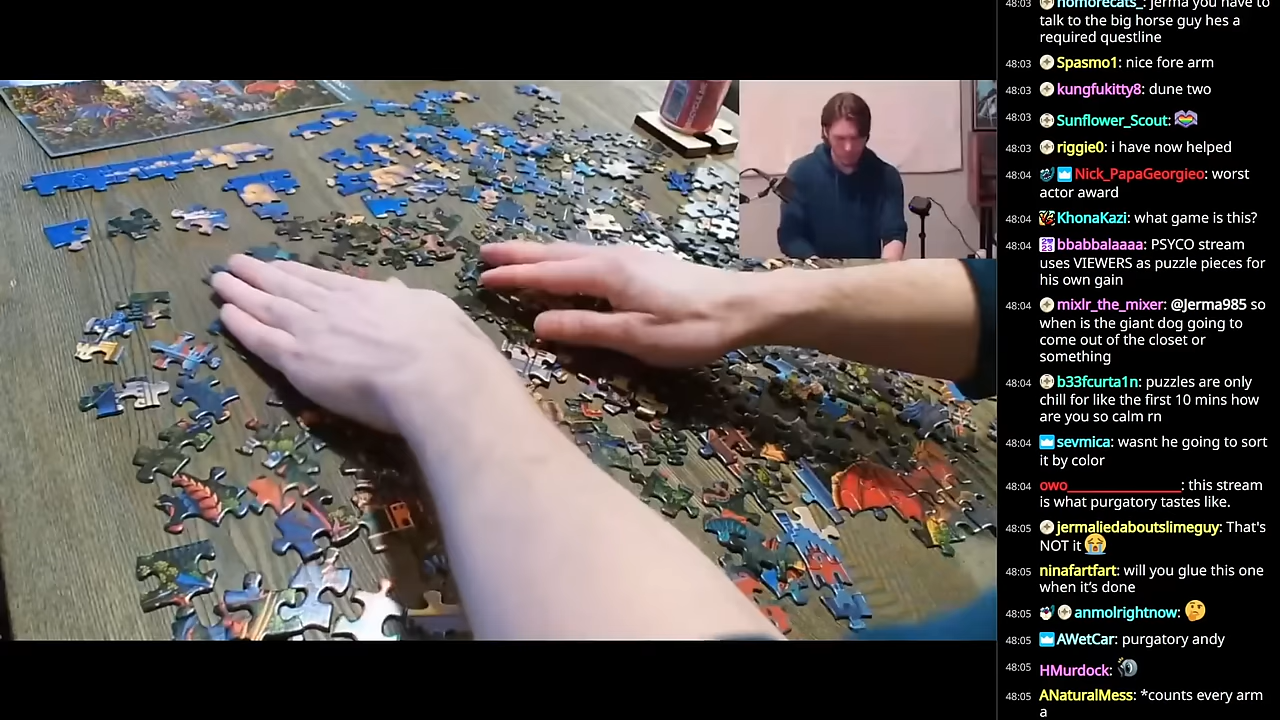 48:03 nomorecats_: jerma you have to
talk to the big horse guy hes a
required questline
48:03 Spasmo1: nice fore arm
48:03 kungfukitty8: dune two
48:03 Sunflower_Scout:
48:03 riggie0: i have now helped
48:04 Nick_PapaGeorgieo: worst
actor award
48:04 KhonaKazi: what game is this?
48:04 bbabbalaaaa: PSYCO stream
uses VIEWERS as puzzle pieces for
his own gain
48:04 mixlr_the_mixer: @Jerma985 so
when is the giant dog going to
come out of the closet or
something
48:04 b33fcurta1n: puzzles are only
chill for like the first 10 mins how
are you so calm rn
48:04 sevmica: wasnt he going to sort
it by color
48:04 owo________________: this stream
is what purgatory tastes like.
48:05 jermaliedaboutslimeguy: That's
NOT it
48:05 ninafartfart: will you glue this one
when it's done
48:05 anmolrightnow:
48:05 AWetCar: purgatory andy
48:05 HMurdock:
48:05 ANaturalMess: *counts every arm
a
RECYCLE ME